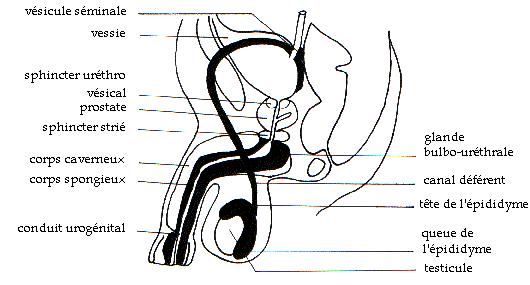 vésicule séminale
vessie
sphincter uréthro
vésical
prostate
sphincter strié
corps caverneux
corps spongieux
conduit urogénital
glande
bulbo-uréthrale
canal déférent
tête de l'épididyme
queue de
l'épididyme
testicule